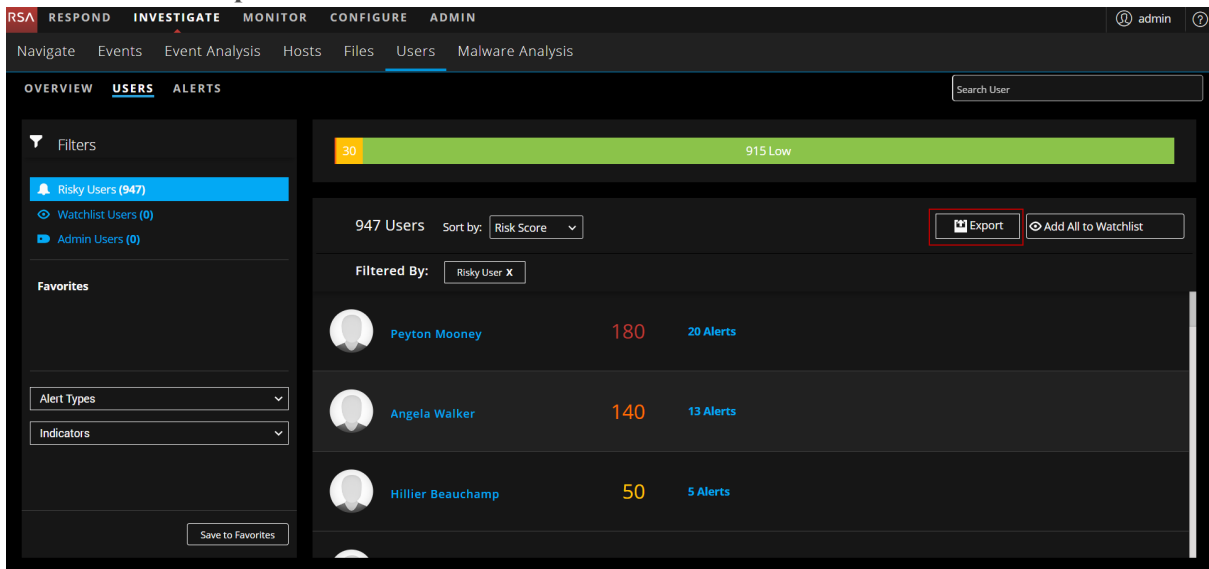 RSA RESPOND INVESTIGATE MONITOR CONFIGURE ADMIN admin ?
Navigate Events Event Analysis Hosts Files Users Malware Analysis
OVERVIEW USERS ALERTS Search User
Filters
30 915 Low
Risky Users (947)
Watchlist Users (0)
Admin Users (0)
947 Users Sort by: Risk Score Export Add All to Watchlist
Filtered By: Risky User X
Favorites
Peyton Mooney 180 20 Alerts
Alert Types
Angela Walker 140 13 Alerts
Indicators
Hillier Beauchamp 50 5 Alerts
Save to Favorites